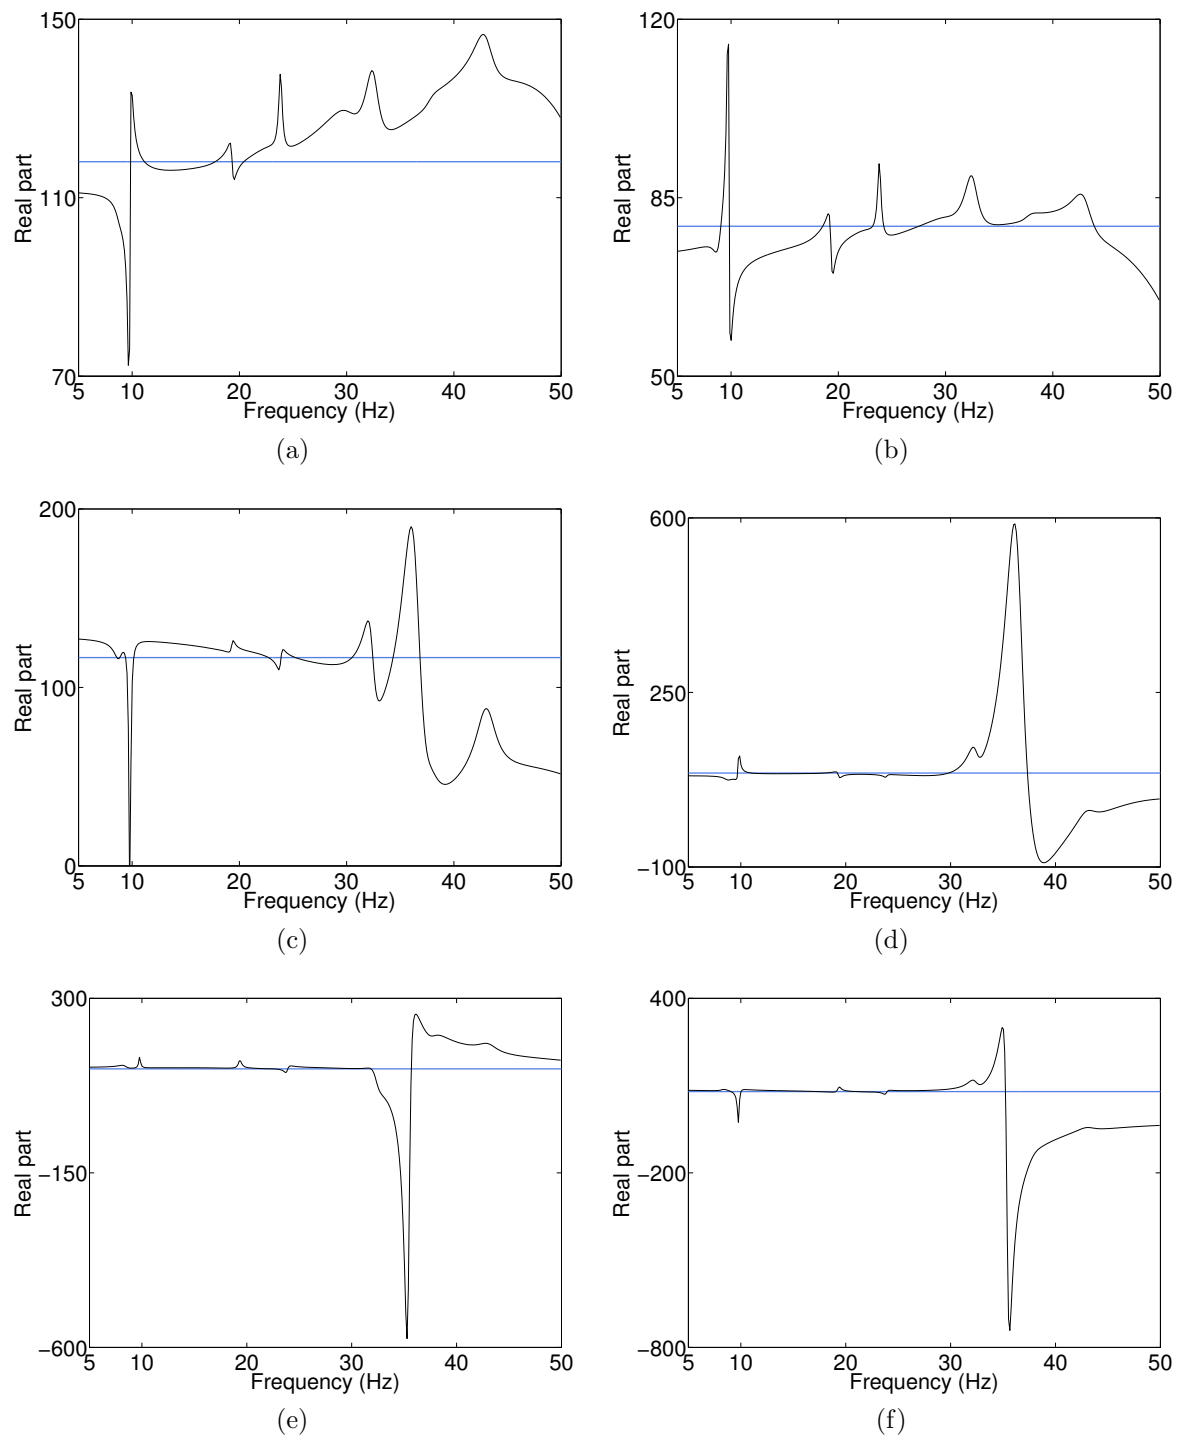 150
110
70
Real part
5 10 20 30 40 50
Frequency (Hz)
(a)
120
85
50
Real part
5 10 20 30 40 50
Frequency (Hz)
(b)
200
100
0
Real part
5 10 20 30 40 50
Frequency (Hz)
(c)
600
250
−100
Real part
5 10 20 30 40 50
Frequency (Hz)
(d)
300
−150
−600
Real part
5 10 20 30 40 50
Frequency (Hz)
(e)
400
−200
−800
Real part
5 10 20 30 40 50
Frequency (Hz)
(f)